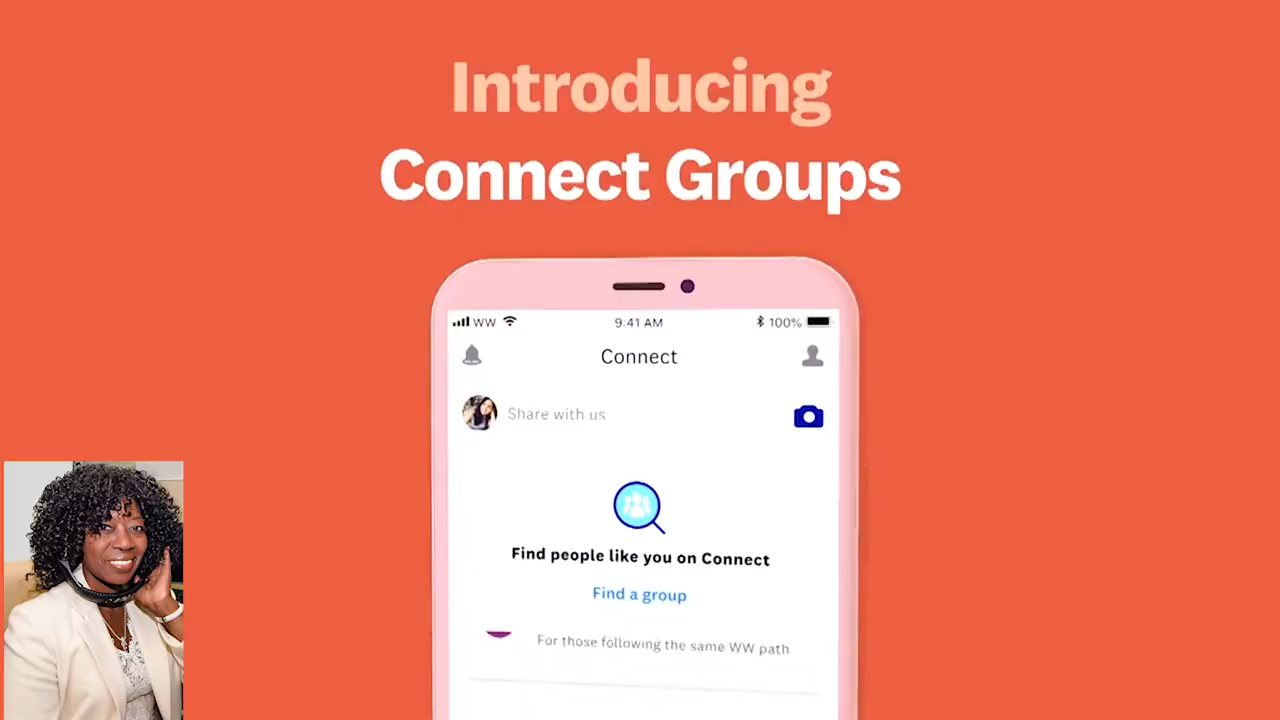 Introducing
Connect Groups
WW 9:41 AM 100%
Connect
Share with us
Find people like you on Connect
Find a group
For those following the same WW path